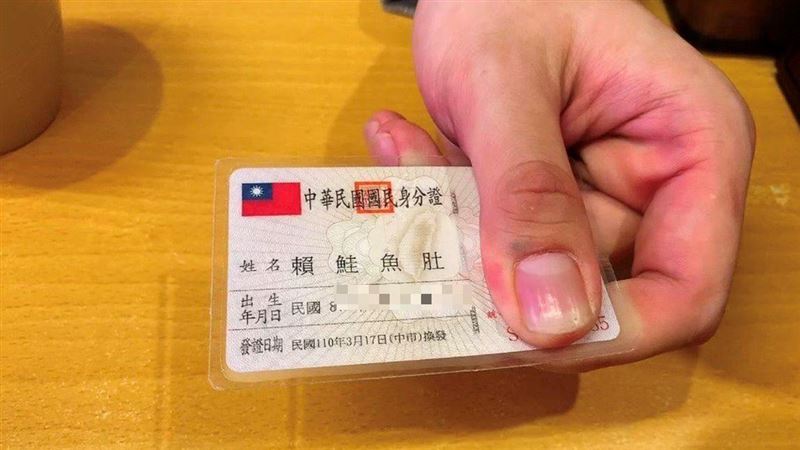 中華民國國民身分證
姓名 賴鮭魚肚
出生年月日 民國 8
發證日期 民國110年3月17日(中市)換發